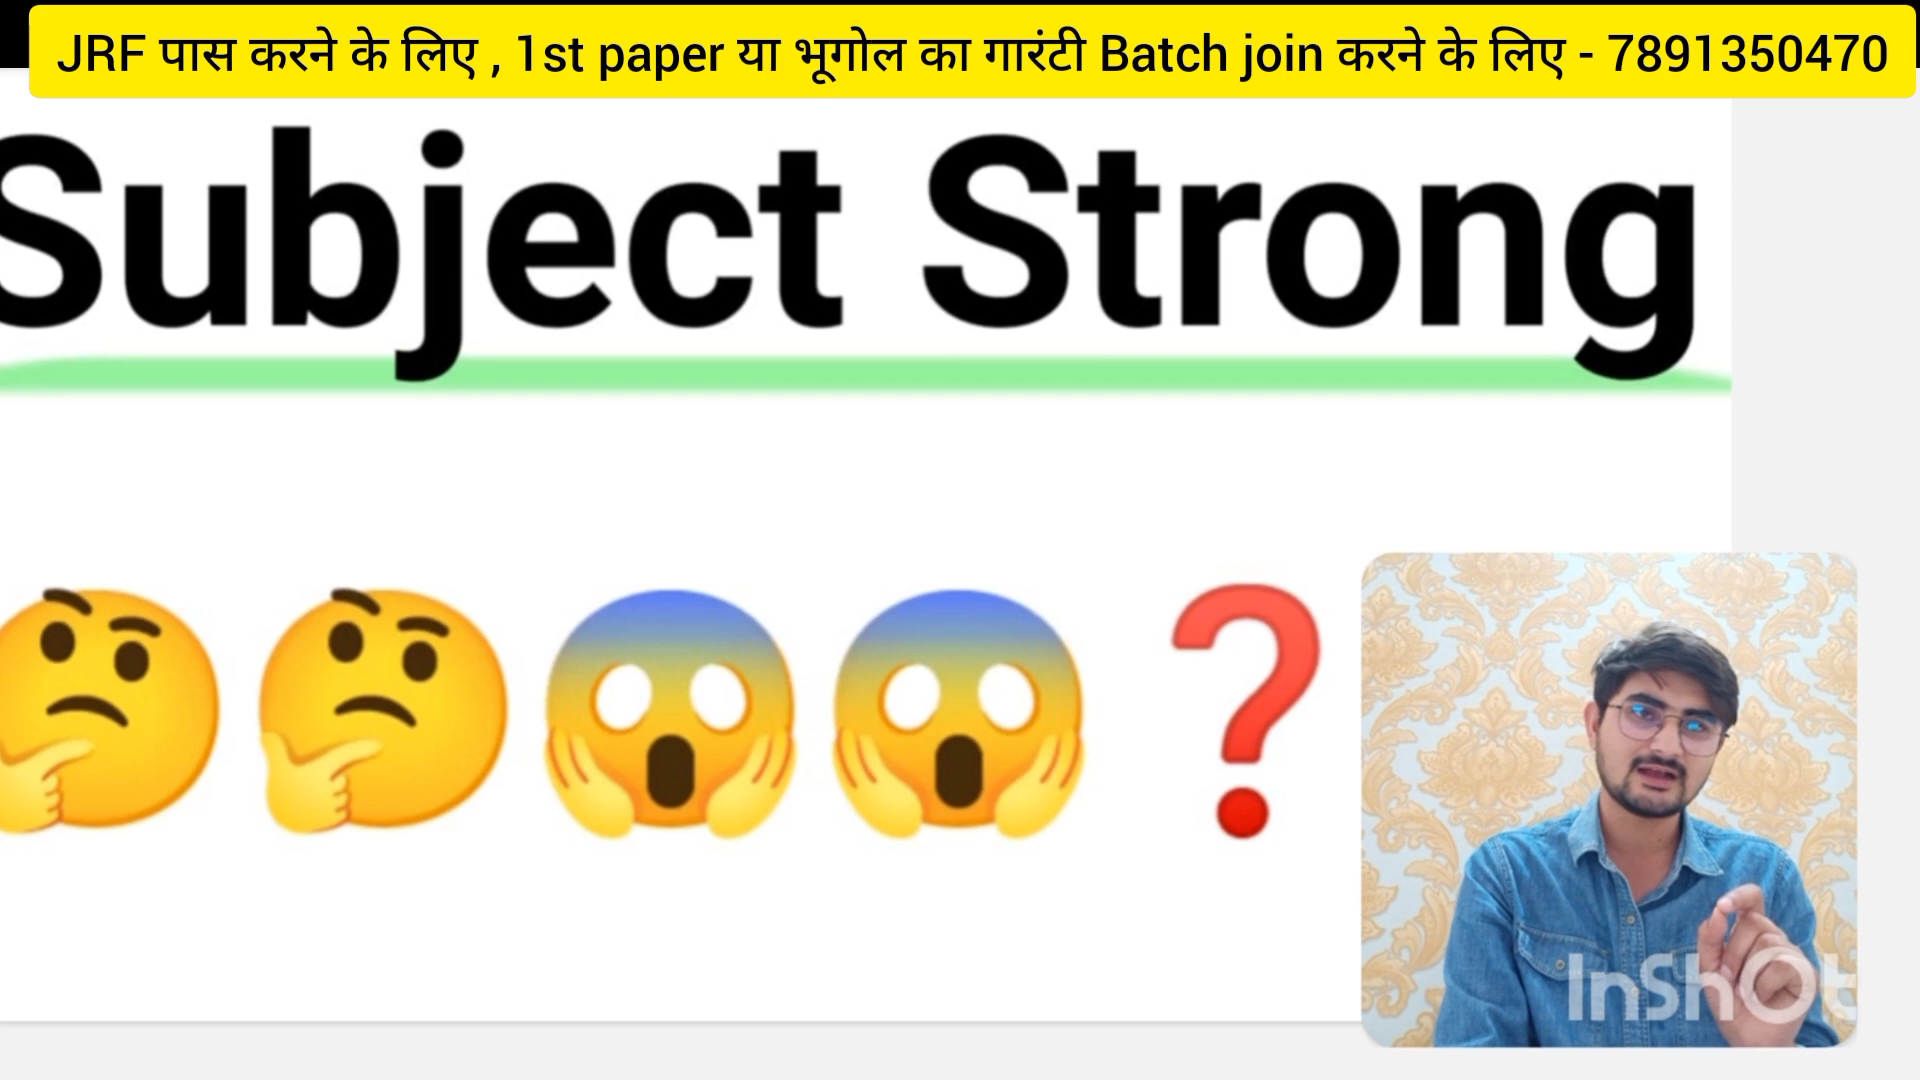 JRF पास करने के लिए , 1st paper या भूगोल का गारंटी Batch join करने के लिए - 7891350470
Subject Strong
InShOt